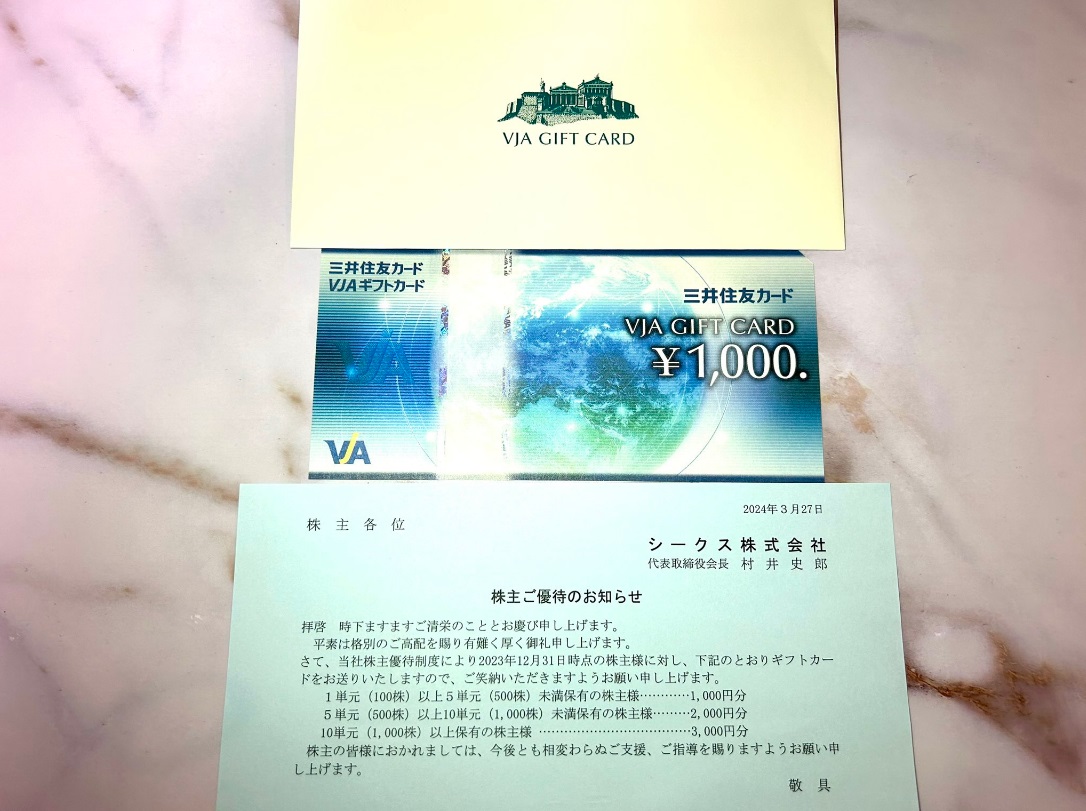 VJA GIFT CARD
三井住友カード
VJAギフトカード
三井住友カード
VJA GIFT CARD
¥1,000.
VJA
VJA
2024年3月27日
株主各位
シークス株式会社
代表取締役会長 村井史郎
株主ご優待のお知らせ
拝啓 時下ますますご清栄のこととお慶び申し上げます。
平素は格別のご高配を賜り有難く厚く御礼申し上げます。
さて、当社株主優待制度により2023年12月31日時点の株主様に対し、下記のとおりギフトカー
ドをお送りいたしますので、ご笑納いただきますようお願い申し上げます。
1単元（100株）以上5単元（500株）未満保有の株主様…………1,000円分
5単元（500株）以上10単元（1,000株）未満保有の株主様………2,000円分
10単元（1,000株）以上保有の株主様 ………………………………3,000円分
株主の皆様におかれましては、今後とも相変わらぬご支援、ご指導を賜りますようお願い申
し上げます。
敬具